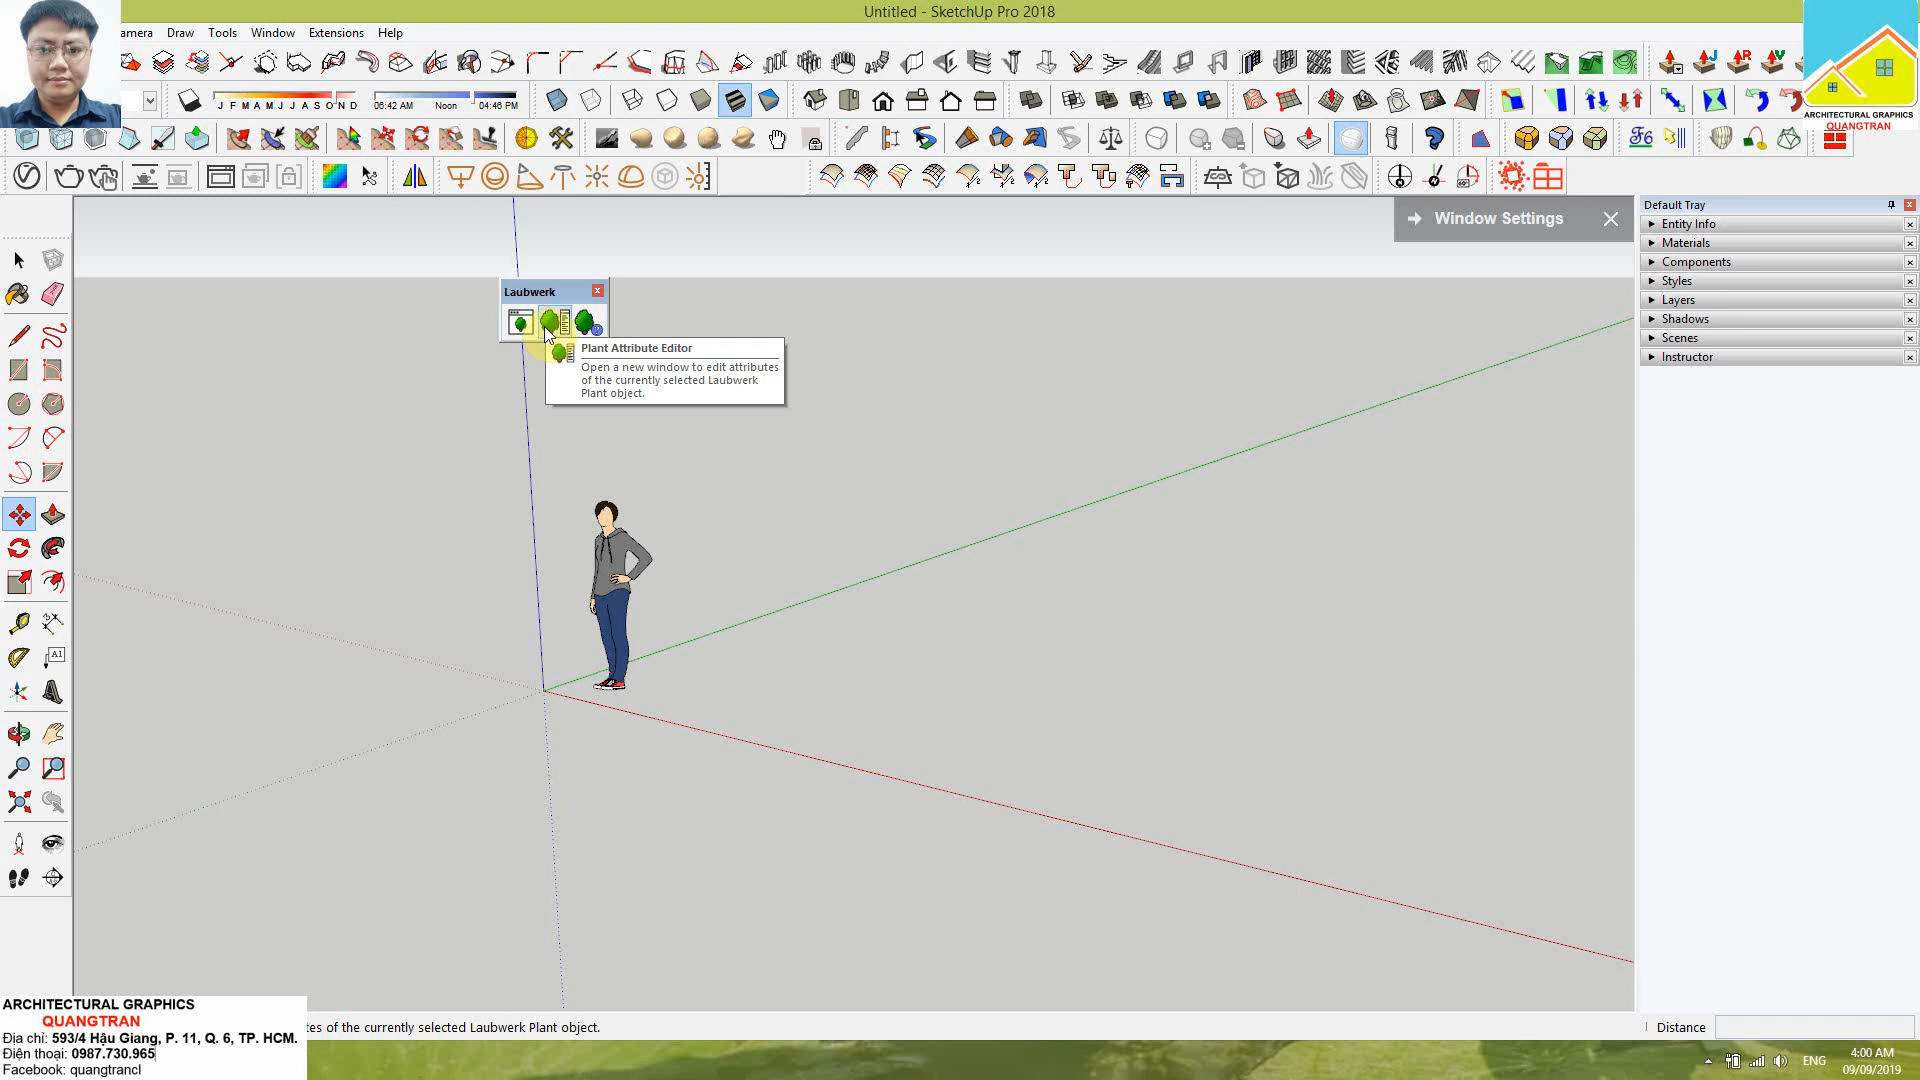 Untitled - SketchUp Pro 2018
amera Draw Tools Window Extensions Help
J F M A M J J A S O N D
06:42 AM Noon 04:46 PM
ARCHITECTURAL GRAPHICS
QUANGTRAN
Window Settings
Default Tray
Entity Info
Materials
Components
Styles
Layers
Shadows
Scenes
Instructor
Laubwerk
Plant Attribute Editor
Open a new window to edit attributes
of the currently selected Laubwerk
Plant object.
A1
ARCHITECTURAL GRAPHICS
QUANGTRAN
Địa chỉ: 593/4 Hậu Giang, P. 11, Q. 6, TP. HCM.
Điện thoại: 0987.730.965
Facebook: quangtrancl
tes of the currently selected Laubwerk Plant object.
Distance
ENG
4:00 AM
09/09/2019